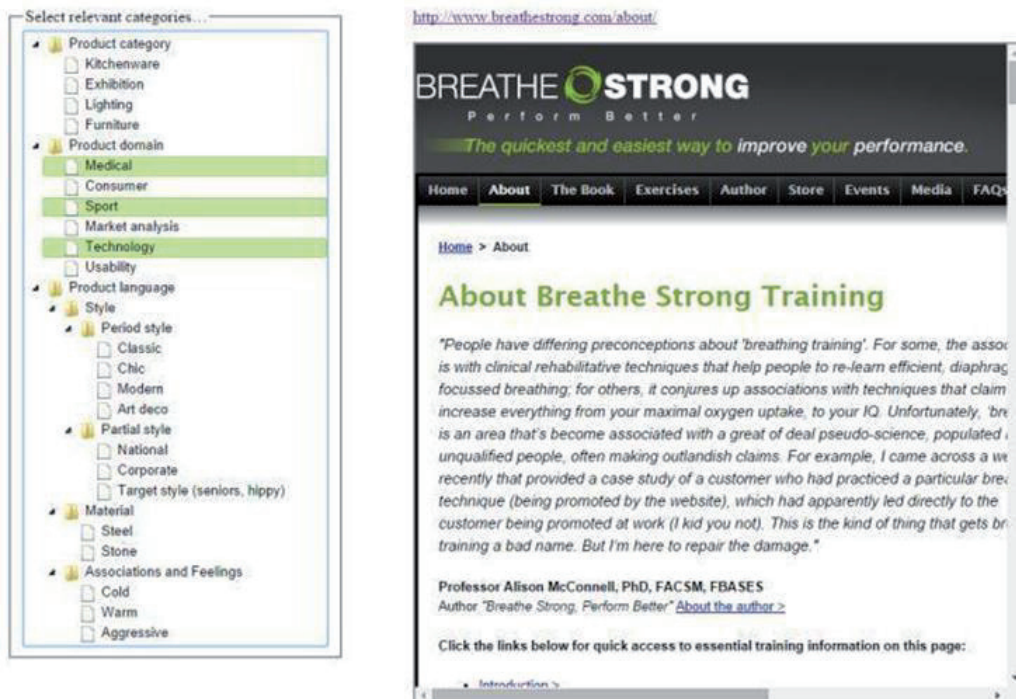 Select relevant categories...
Product category
Kitchenware
Exhibition
Lighting
Furniture
Product domain
Medical
Consumer
Sport
Market analysis
Technology
Usability
Product language
Style
Period style
Classic
Chic
Modern
Art deco
Partial style
National
Corporate
Target style (seniors, hippy)
Material
Steel
Stone
Associations and Feelings
Cold
Warm
Aggressive
http://www.breathestrong.com/about/
BREATHE STRONG
Perform Better
The quickest and easiest way to improve your performance.
Home About The Book Exercises Author Store Events Media FAQs
Home > About
About Breathe Strong Training
"People have differing preconceptions about 'breathing training'. For some, the assoc
is with clinical rehabilitative techniques that help people to re-learn efficient, diaphrag
focussed breathing; for others, it conjures up associations with techniques that claim
increase everything from your maximal oxygen uptake, to your IQ. Unfortunately, 'bre
is an area that's become associated with a great of deal pseudo-science, populated
unqualified people, often making outlandish claims. For example, I came across a we
recently that provided a case study of a customer who had practiced a particular brea
technique (being promoted by the website), which had apparently led directly to the
customer being promoted at work (I kid you not). This is the kind of thing that gets br
training a bad name. But I'm here to repair the damage."
Professor Alison McConnell, PhD, FACSM, FBASES
Author "Breathe Strong, Perform Better" About the author >
Click the links below for quick access to essential training information on this page:
Introduction >